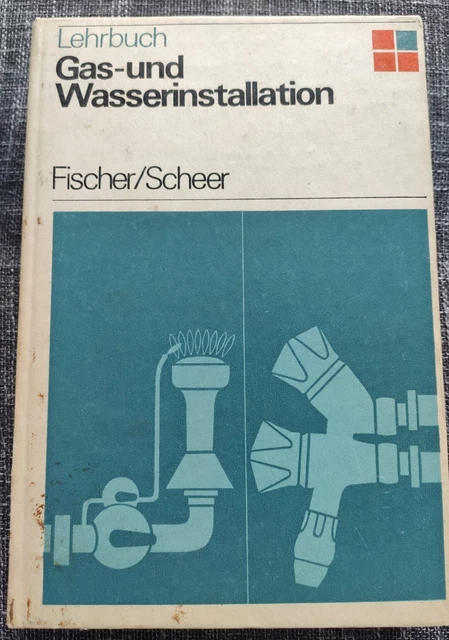 Lehrbuch
Gas-und
Wasserinstallation
Fischer/Scheer